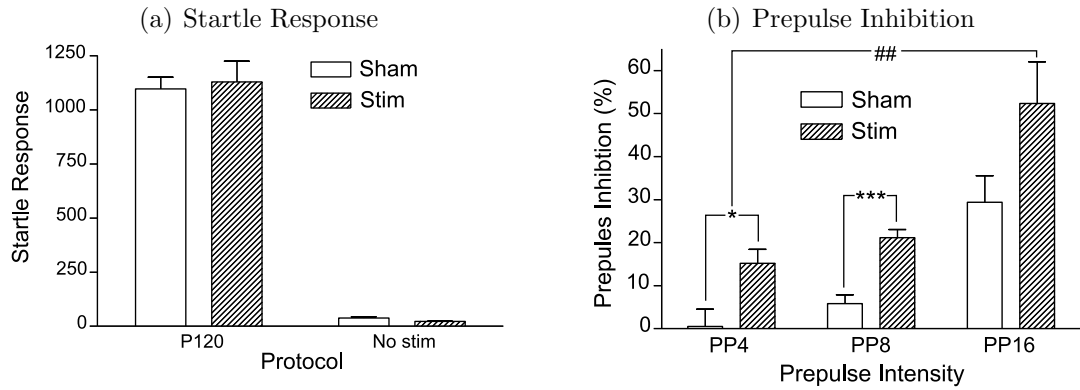 (a) Startle Response
1250
1000
750
500
250
0
Startle Response
Sham
Stim
P120
No stim
Protocol
(b) Prepulse Inhibition
60
50
40
30
20
10
0
Prepules Inhibtion (%)
##
Sham
Stim
*
***
PP4
PP8
PP16
Prepulse Intensity